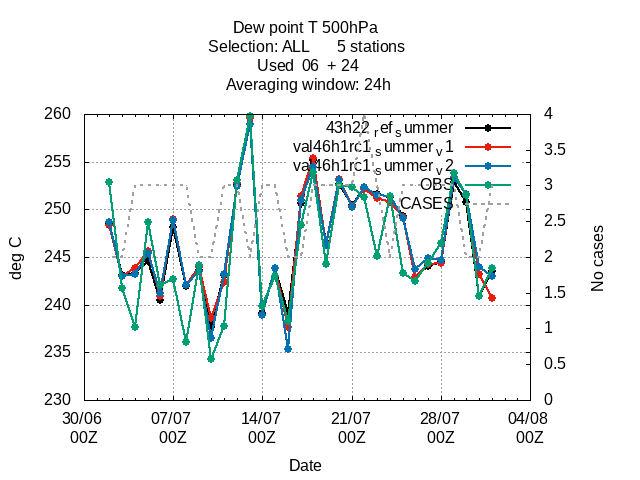 Dew point T 500hPa
Selection: ALL 5 stations
Used 06 + 24
Averaging window: 24h
43h22_ref_summer
val46h1rc1_summer_v1
val46h1rc1_summer_v2
OBS
CASES
260
255
250
245
240
235
230
deg C
4
3.5
3
2.5
2
1.5
1
0.5
0
No cases
30/06 07/07 14/07 21/07 28/07 04/08
00Z 00Z 00Z 00Z 00Z 00Z
Date